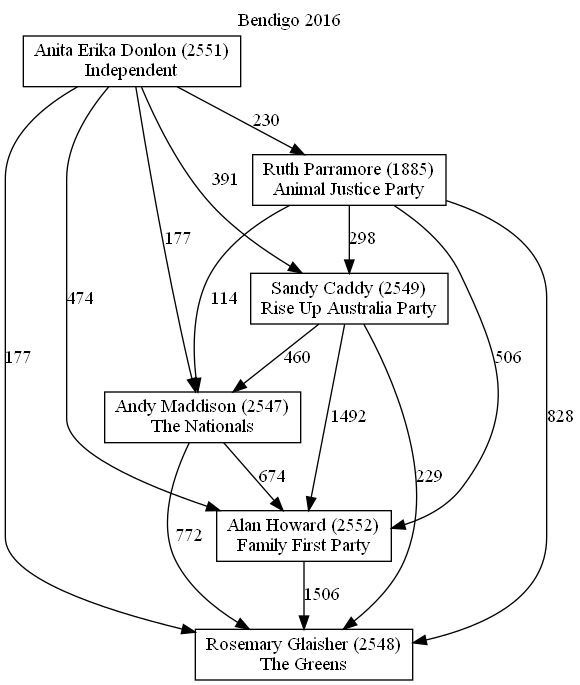 Bendigo 2016
Anita Erika Donlon (2551)
Independent
230
Ruth Parramore (1885)
Animal Justice Party
391
177
298
474
114
Sandy Caddy (2549)
Rise Up Australia Party
460
506
177
Andy Maddison (2547)
The Nationals
1492
828
674
229
772
Alan Howard (2552)
Family First Party
1506
Rosemary Glaisher (2548)
The Greens